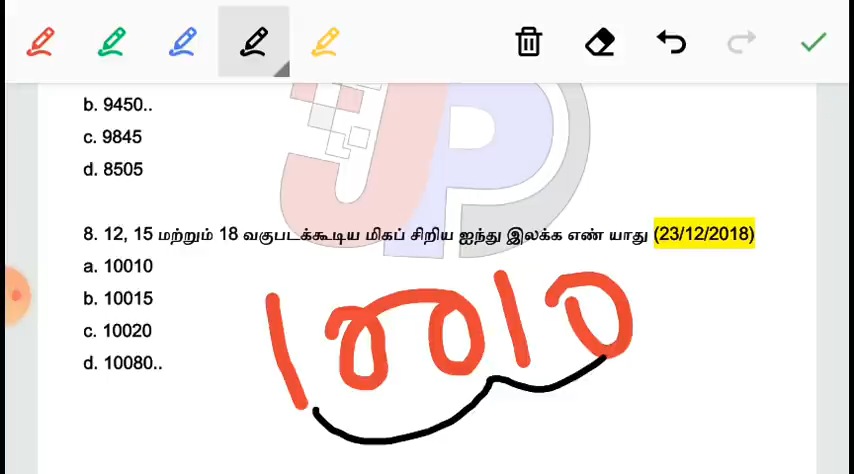 b. 9450..
c. 9845
d. 8505
8. 12, 15 மற்றும் 18 வகுபடக்கூடிய மிகப் சிறிய ஐந்து இலக்க எண் யாது (23/12/2018)
a. 10010
b. 10015
c. 10020
d. 10080..
10010